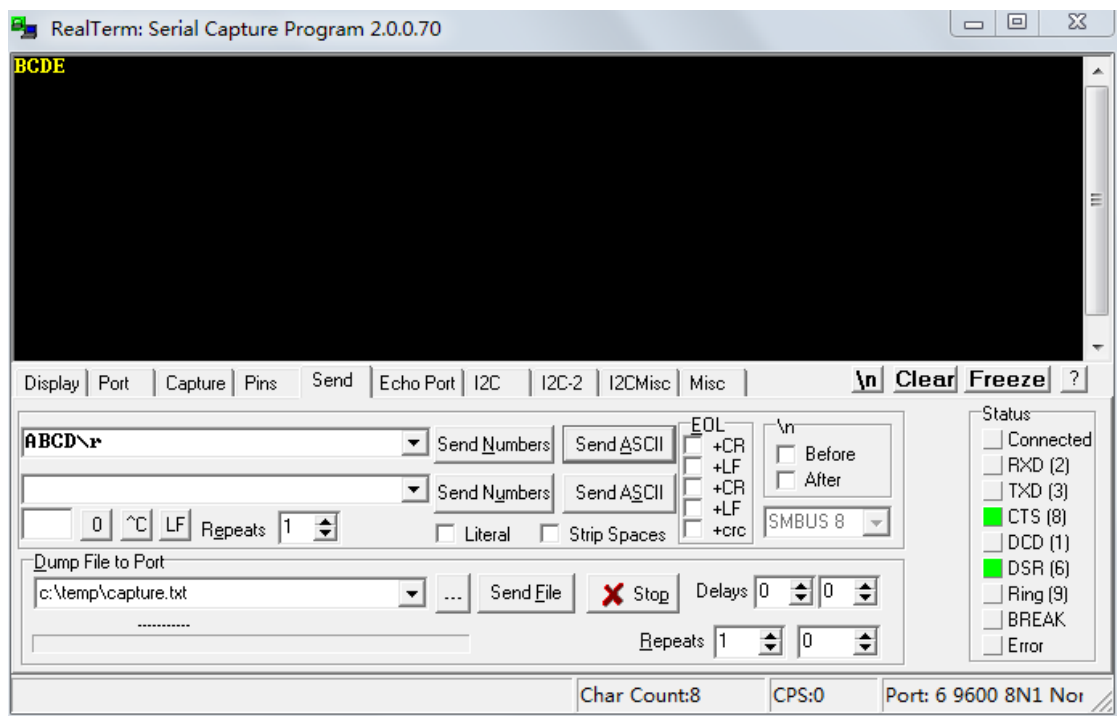 RealTerm: Serial Capture Program 2.0.0.70
BCDE
Display Port Capture Pins Send Echo Port I2C I2C-2 I2CMisc Misc \n Clear Freeze ?
ABCD\r
Send Numbers Send ASCII
Send Numbers Send ASCII
0 ^C LF Repeats 1
Literal Strip Spaces
EOL
+CR
+LF
+CR
+LF
+crc
\n
Before
After
SMBUS 8
Dump File to Port
c:\temp\capture.txt ... Send File Stop Delays 0 0
-----------
Repeats 1 0
Status
Connected
RXD (2)
TXD (3)
CTS (8)
DCD (1)
DSR (6)
Ring (9)
BREAK
Error
Char Count:8 CPS:0 Port: 6 9600 8N1 Nor